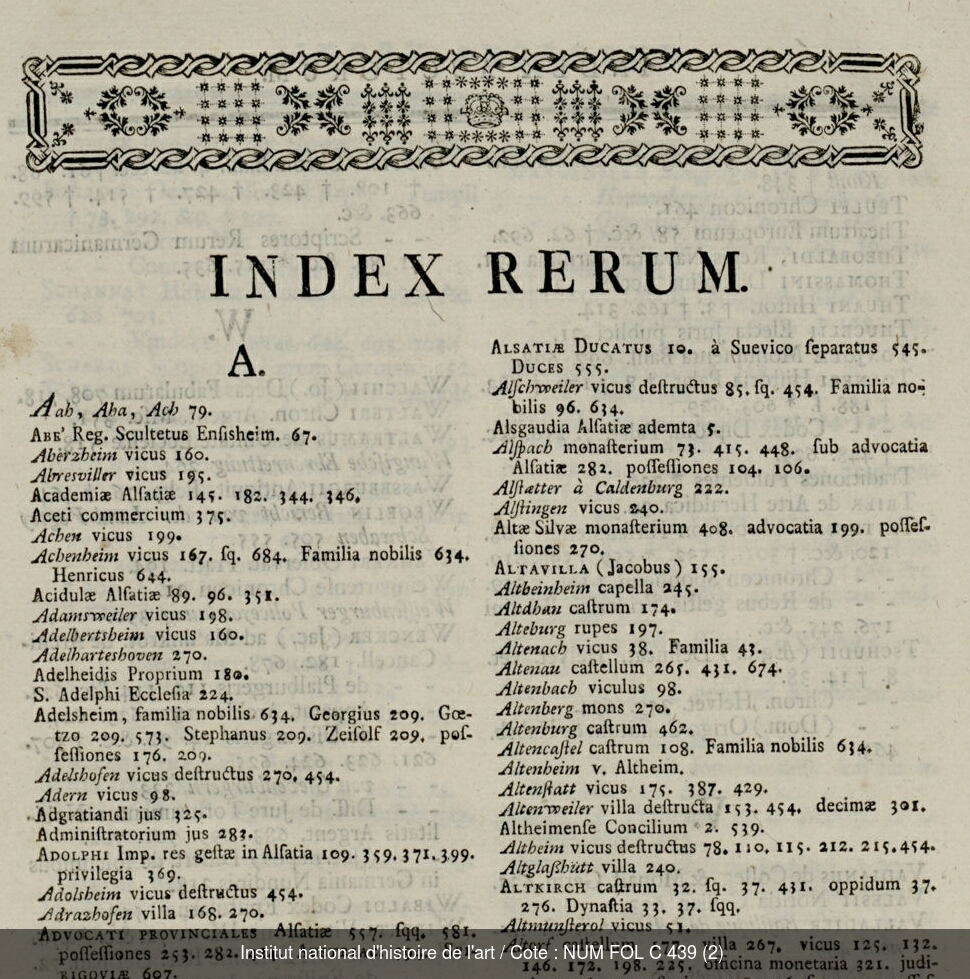 INDEX RERUM.
A.
Aab, Aha, Ach 79.
ABE' Reg. Scultetus Ensisheim. 67.
Aberzheim vicus 160.
Abresviller vicus 195.
Academiæ Alsatiæ 145. 182. 344. 346.
Aceti commercium 375.
Achen vicus 199.
Achenheim vicus 167. sq. 684. Familia nobilis 634.
Henricus 644.
Acidulæ Alsatiæ 89. 96. 351.
Adamsweiler vicus 198.
Adelbertsheim vicus 160.
Adelharteshoven 270.
Adelheidis Proprium 180.
S. Adelphi Ecclesia 224.
Adelsheim, familia nobilis 634. Georgius 209. Gœ-
tzo 209. 573. Stephanus 209. Zeisolf 209. pos-
sessiones 176. 209.
Adelshofen vicus destructus 270. 454.
Adern vicus 98.
Adgratiandi jus 325.
Administratorium jus 283.
ADOLPHI Imp. res gestæ in Alsatia 109. 359. 371. 399.
privilegia 369.
Adolsheim vicus destructus 454.
Adrazhofen villa 168. 270.
ADVOCATI PROVINCIALES Alsatiæ 557. sqq. 581.
possessiones 253. 282.
RIGOVIÆ 607.
ALSATIÆ DUCATUS 10. à Suevico separatus 545.
DUCES 555.
Alschweiler vicus destructus 85. sq. 454. Familia no-
bilis 96. 634.
Alsgaudia Alsatiæ ademta 5.
Alspach monasterium 73. 415. 448. sub advocatia
Alsatiæ 282. possessiones 104. 106.
Alstætter à Caldenburg 222.
Alstingen vicus 240.
Altæ Silvæ monasterium 408. advocatia 199. posses-
siones 270.
ALTAVILLA (Jacobus) 155.
Altbeinheim capella 245.
Altdhan castrum 174.
Alteburg rupes 197.
Altenach vicus 38. Familia 43.
Altenau castellum 265. 431. 674.
Altenbach viculus 98.
Altenberg mons 270.
Altenburg castrum 462.
Altencastel castrum 108. Familia nobilis 634.
Altenheim v. Altheim.
Altenstatt vicus 175. 387. 429.
Altenweiler villa destructa 153. 454. decimæ 301.
Altheimense Concilium 2. 539.
Altheim vicus destructus 78. 110. 115. 212. 215. 454.
Altglaßhütt villa 240.
ALTKIRCH castrum 32. sq. 37. 431. oppidum 37.
276. Dynastia 33. 37. sqq.
Altmunsterol vicus 51.
villa 267. vicus 125. 132.
146. 172. 198. 225. officina monetaria 321. judi-
Institut national d'histoire de l'art / Cote : NUM FOL C 439 (2)